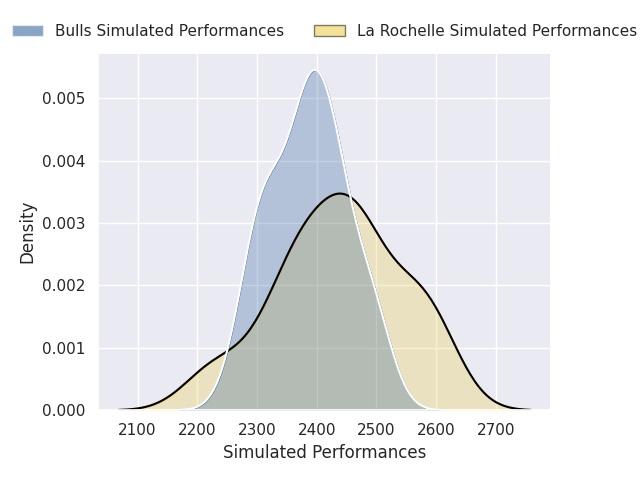 Bulls Simulated Performances
La Rochelle Simulated Performances
0.005
0.004
0.003
0.002
0.001
0.000
Density
2100 2200 2300 2400 2500 2600 2700
Simulated Performances